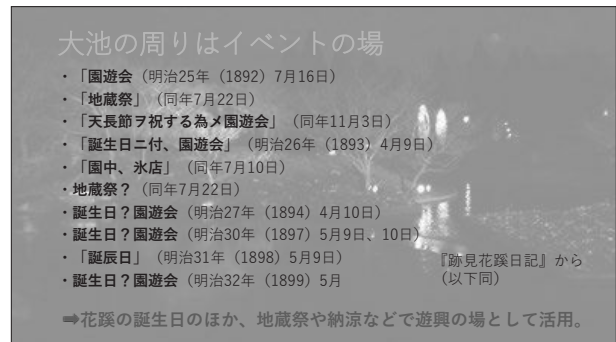 大池の周りはイベントの場
・「園遊会（明治25年（1892）7月16日）
・「地蔵祭」（同年7月22日）
・「天長節ヲ祝する為メ園遊会」（同年11月3日）
・「誕生日ニ付、園遊会」（明治26年（1893）4月9日）
・「園中、氷店」（同年7月10日）
・地蔵祭？（同年7月22日）
・誕生日？園遊会（明治27年（1894）4月10日）
・誕生日？園遊会（明治30年（1897）5月9日、10日）
・「誕辰日」（明治31年（1898）5月9日）
・誕生日？園遊会（明治32年（1899）5月
『跡見花蹊日記』から
（以下同）
➡花蹊の誕生日のほか、地蔵祭や納涼などで遊興の場として活用。